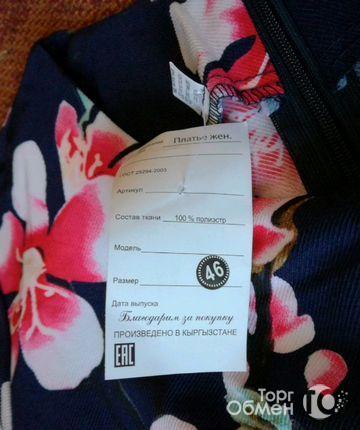 Платье жен.
ГОСТ 25294-2003
Артикул
Состав ткани 100 % полиэстр
Модель
Размер 46
Дата выпуска
Благодарим за покупку
ПРОИЗВЕДЕНО В КЫРГЫЗСТАНЕ
EAC
Торг
Обмен